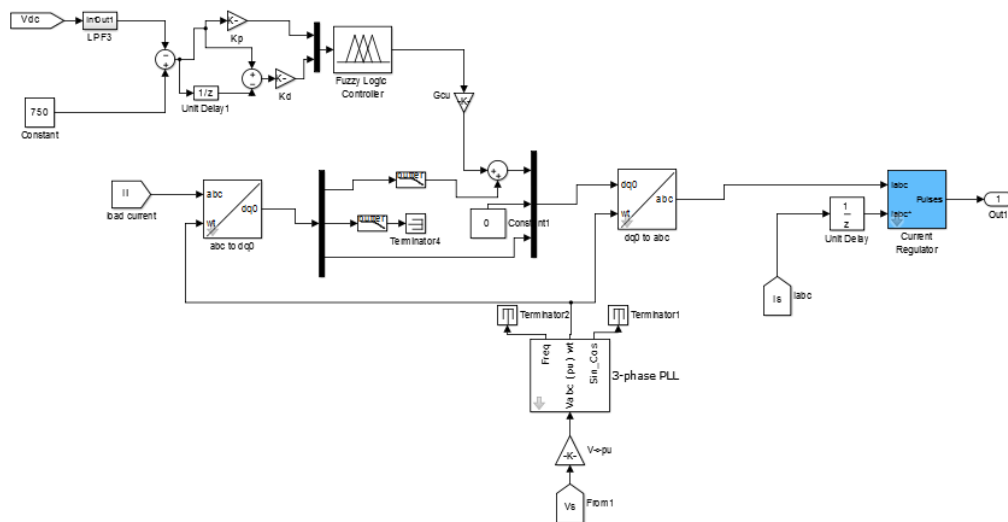 Vdc
In1Out1
LPF3
K-
Kp
1/z
Unit Delay1
K-
Kd
Fuzzy Logic
Controller
750
Constant
Gcu
-K-
Il
load current
abc
wt
dq0
abc to dq0
Terminator4
0
Constant1
dq0
wt
abc
dq0 to abc
1
z
Unit Delay
Iabc
Iabc*
Pulses
Current
Regulator
1
Out1
Is
Iabc
Terminator2
Terminator1
Freq
wt
Sin_Cos
Vabc (pu)
3-phase PLL
-K-
V->pu
Vs
From1